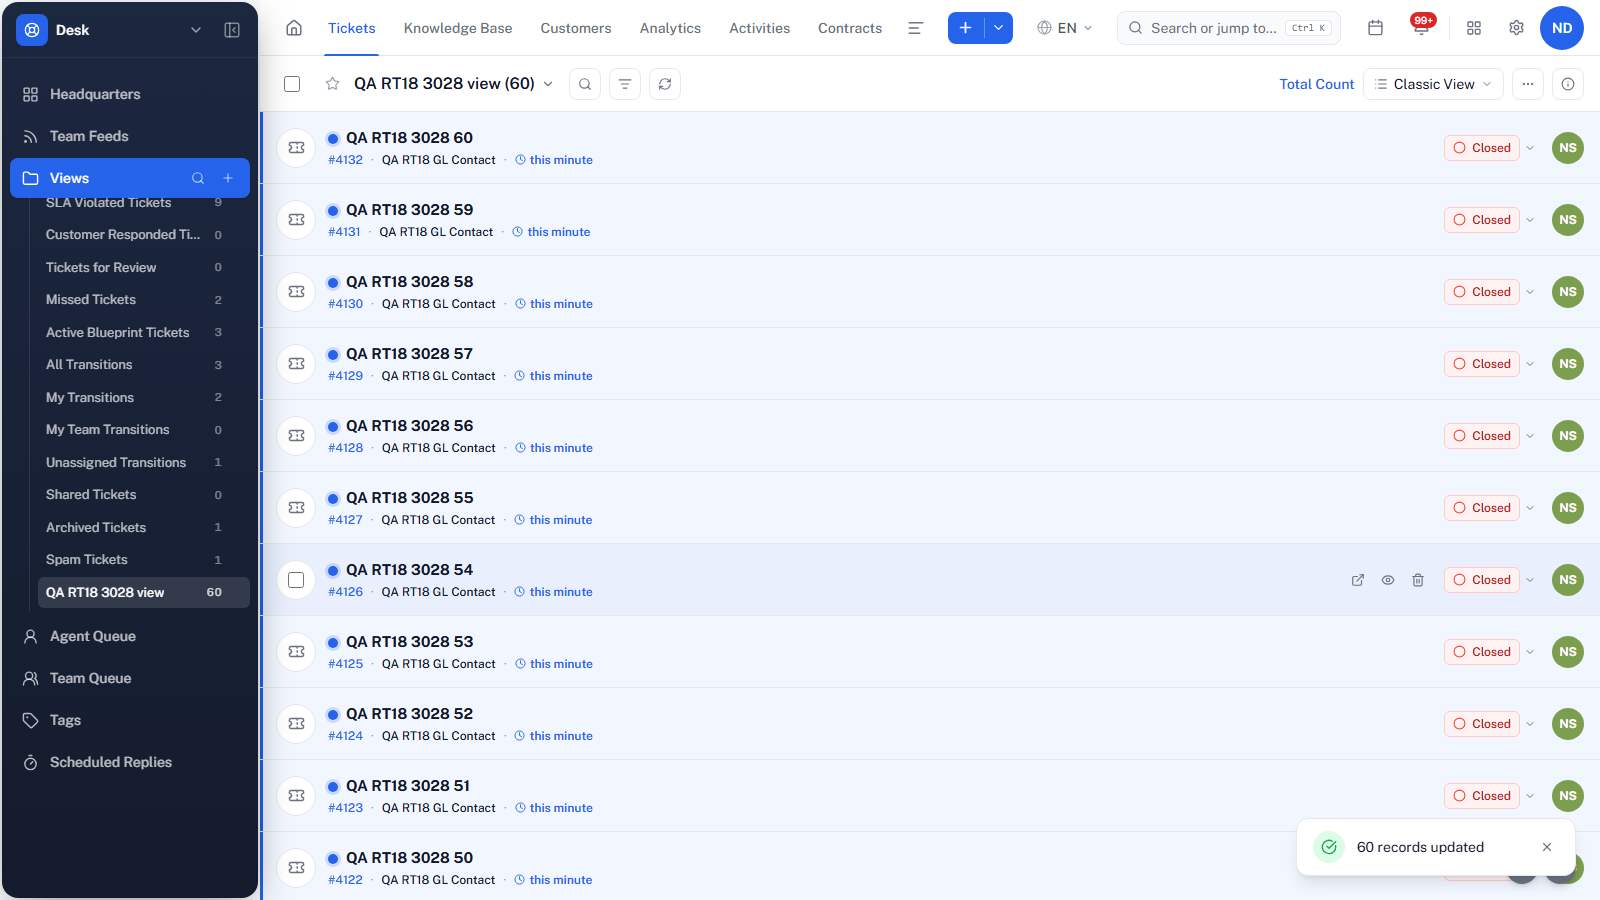 Desk
Headquarters
Team Feeds
Views
SLA Violated Tickets 9
Customer Responded Ti... 0
Tickets for Review 0
Missed Tickets 2
Active Blueprint Tickets 3
All Transitions 3
My Transitions 2
My Team Transitions 0
Unassigned Transitions 1
Shared Tickets 0
Archived Tickets 1
Spam Tickets 1
QA RT18 3028 view 60
Agent Queue
Team Queue
Tags
Scheduled Replies
Tickets Knowledge Base Customers Analytics Activities Contracts EN Search or jump to... Ctrl K 99+ ND
QA RT18 3028 view (60) Total Count Classic View
QA RT18 3028 60
#4132 · QA RT18 GL Contact · this minute Closed NS
QA RT18 3028 59
#4131 · QA RT18 GL Contact · this minute Closed NS
QA RT18 3028 58
#4130 · QA RT18 GL Contact · this minute Closed NS
QA RT18 3028 57
#4129 · QA RT18 GL Contact · this minute Closed NS
QA RT18 3028 56
#4128 · QA RT18 GL Contact · this minute Closed NS
QA RT18 3028 55
#4127 · QA RT18 GL Contact · this minute Closed NS
QA RT18 3028 54
#4126 · QA RT18 GL Contact · this minute Closed NS
QA RT18 3028 53
#4125 · QA RT18 GL Contact · this minute Closed NS
QA RT18 3028 52
#4124 · QA RT18 GL Contact · this minute Closed NS
QA RT18 3028 51
#4123 · QA RT18 GL Contact · this minute Closed NS
QA RT18 3028 50
#4122 · QA RT18 GL Contact · this minute
60 records updated